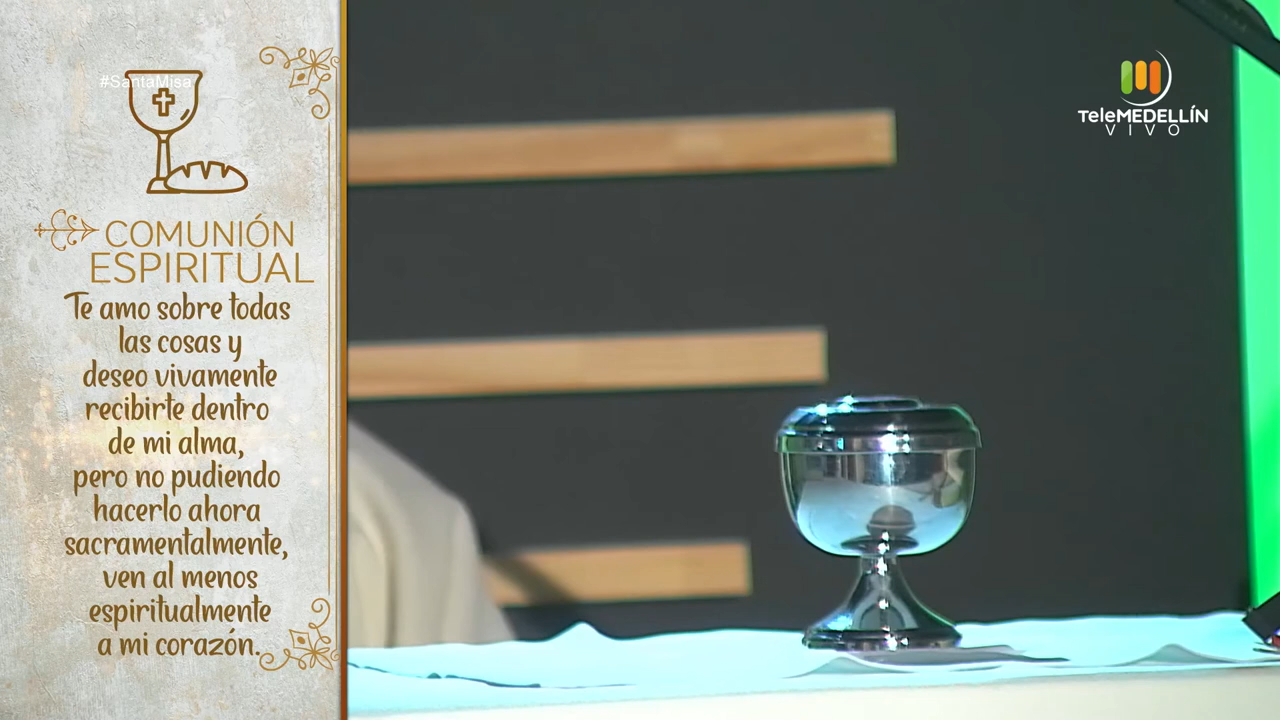 #SantaMisa
COMUNIÓN
ESPIRITUAL
Te amo sobre todas
las cosas y
deseo vivamente
recibirte dentro
de mi alma,
pero no pudiendo
hacerlo ahora
sacramentalmente,
ven al menos
espiritualmente
a mi corazón.
TeleMEDELLÍN
VIVO